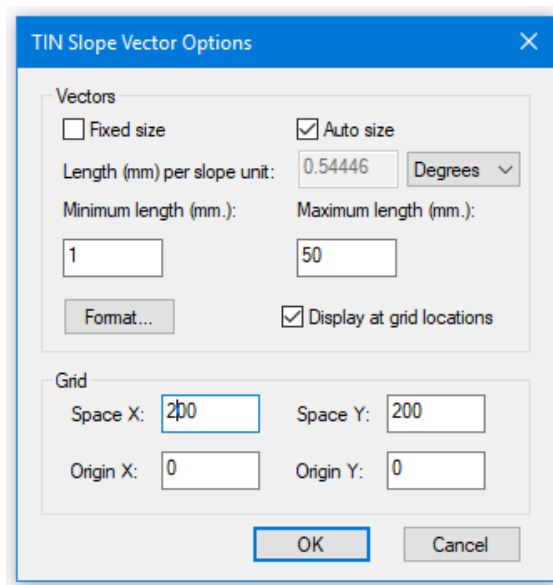 TIN Slope Vector Options
Vectors
Fixed size Auto size
Length (mm) per slope unit: 0.54446 Degrees
Minimum length (mm.): Maximum length (mm.):
1 50
Format... Display at grid locations
Grid
Space X: 200 Space Y: 200
Origin X: 0 Origin Y: 0
OK Cancel